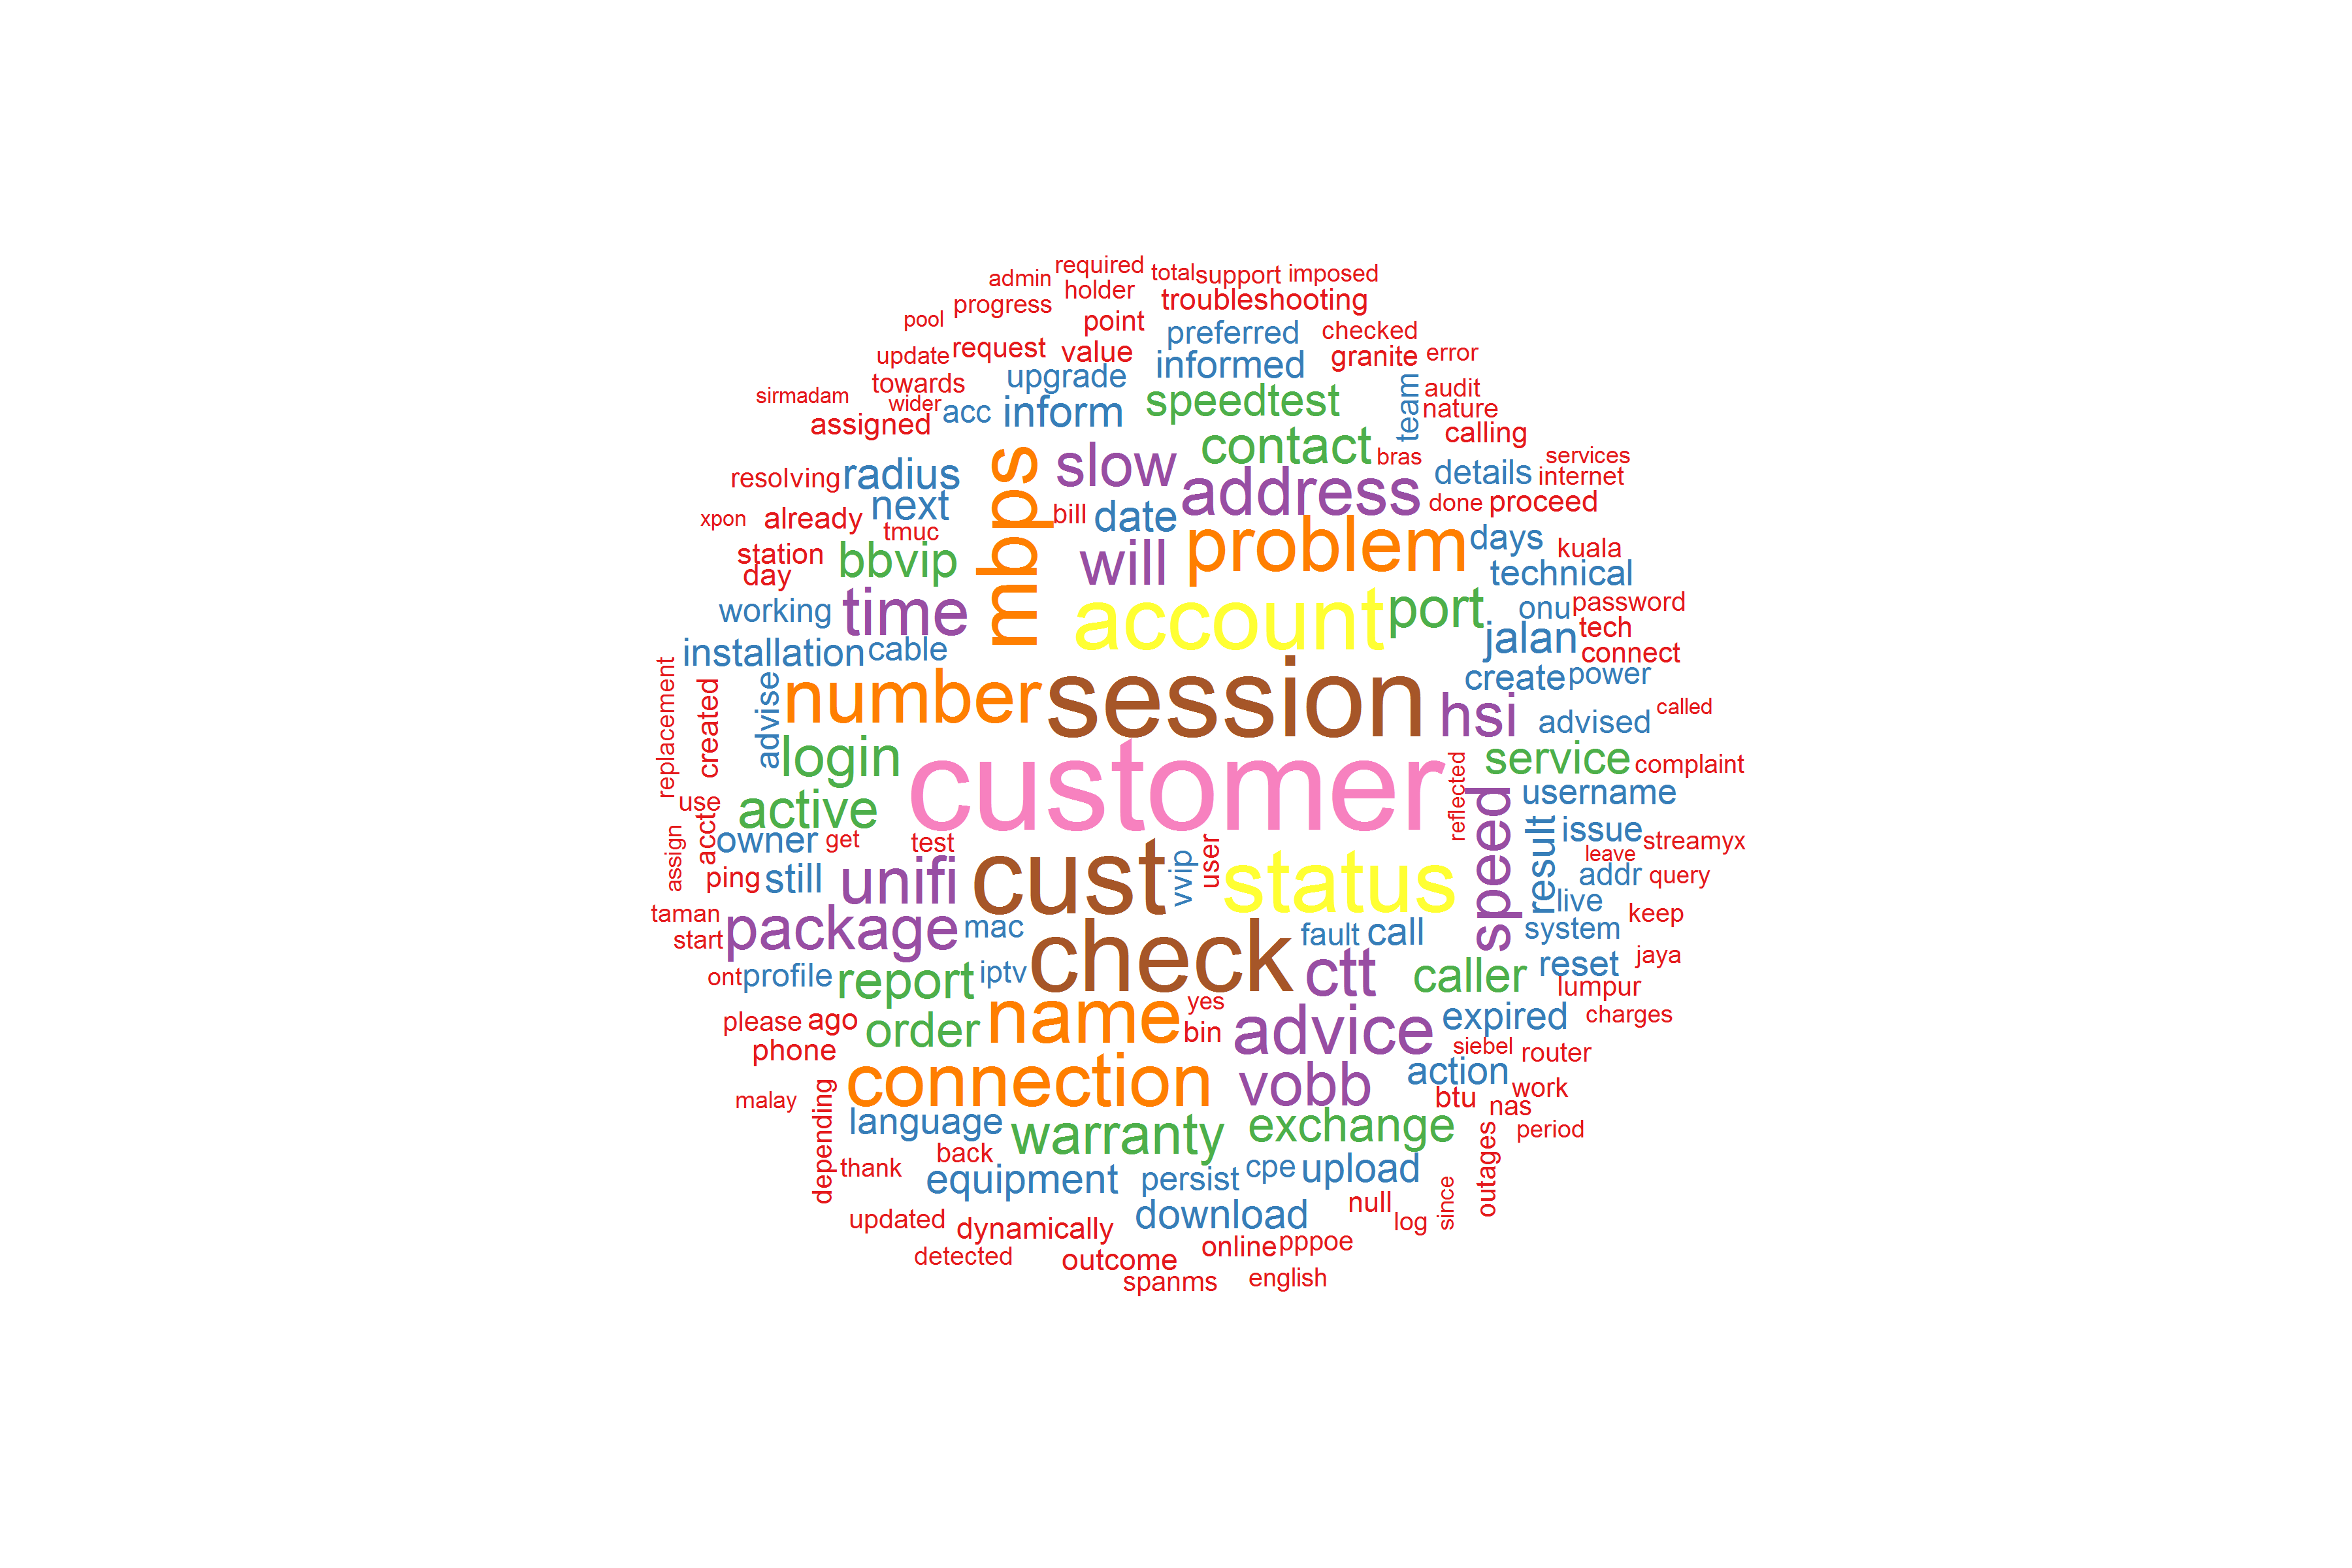 required
total
support
imposed
admin
holder
progress
troubleshooting
pool
point
preferred
checked
update
request
value
informed
granite
error
sirmadam
towards
wider
upgrade
speedtest
team
audit
nature
assigned
acc
inform
contact
calling
mbps
slow
bras
services
resolving
radius
address
details
internet
xpon
already
next
bill
date
done
proceed
tmuc
station
bbvip
will
problem
days
kuala
day
technical
working
time
account
port
onu
password
installation
cable
jalan
tech
connect
replacement
created
advise
number
session
hsi
create
power
advised
called
login
customer
reflected
service
complaint
use
active
speed
username
assign
accte
owner
get
test
cust
vvip
user
status
result
issue
streamyx
leave
ping
still
unifi
addr
query
live
taman
start
package
mac
check
fault
call
system
keep
ont
profile
report
iptv
ctt
caller
reset
jaya
lumpur
please
ago
order
name
yes
bin
advice
expired
charges
phone
siebel
router
malay
connection
vobb
action
work
btu
nas
depending
language
warranty
exchange
outages
period
back
thank
equipment
persist
cpe
upload
since
updated
dynamically
download
null
log
detected
outcome
online
pppoe
spanms
english